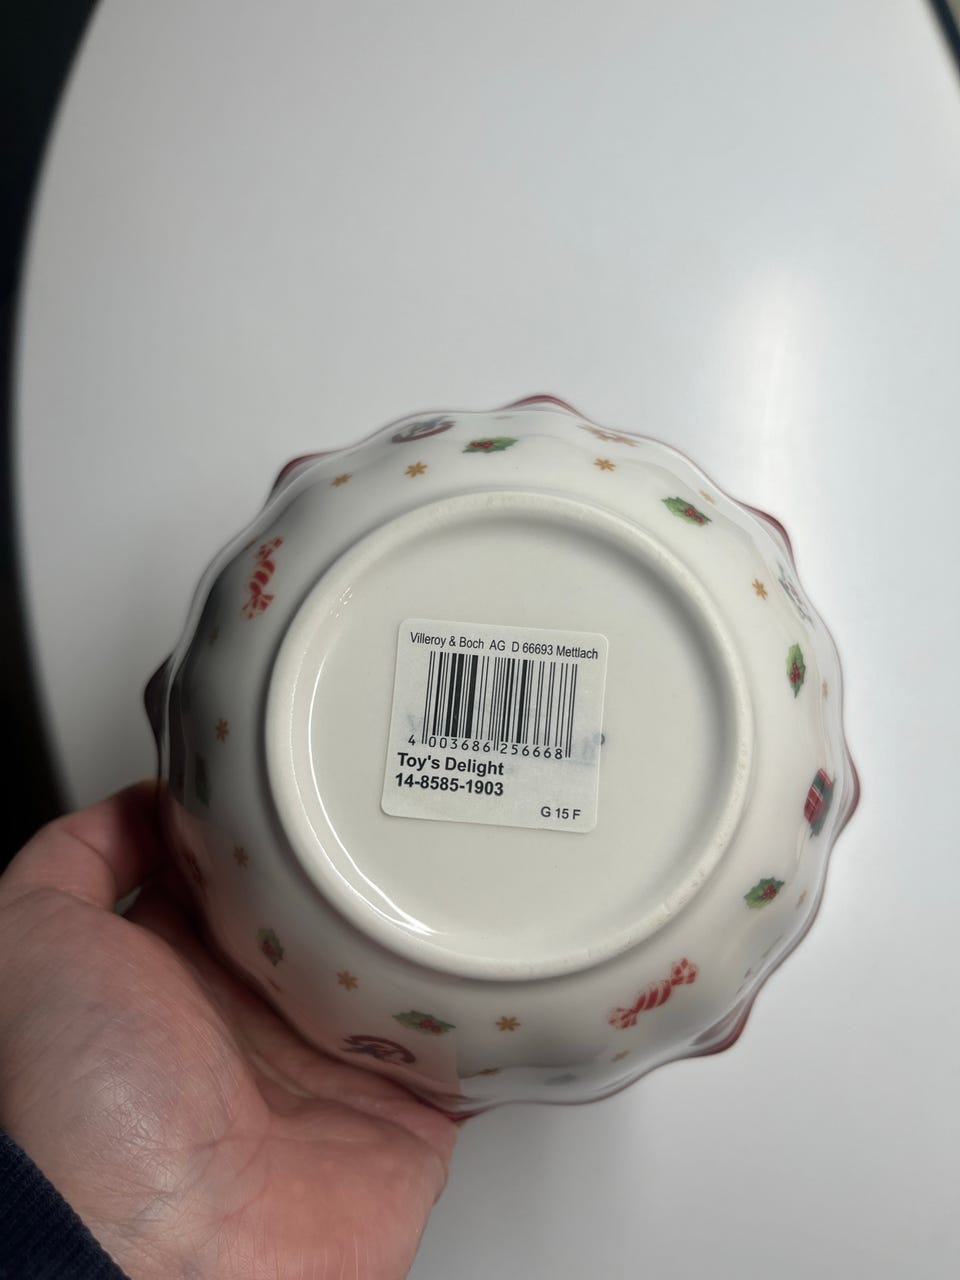 Villeroy & Boch AG D 66693 Mettlach
4 003686 256668
Toy's Delight
14-8585-1903
G 15 F